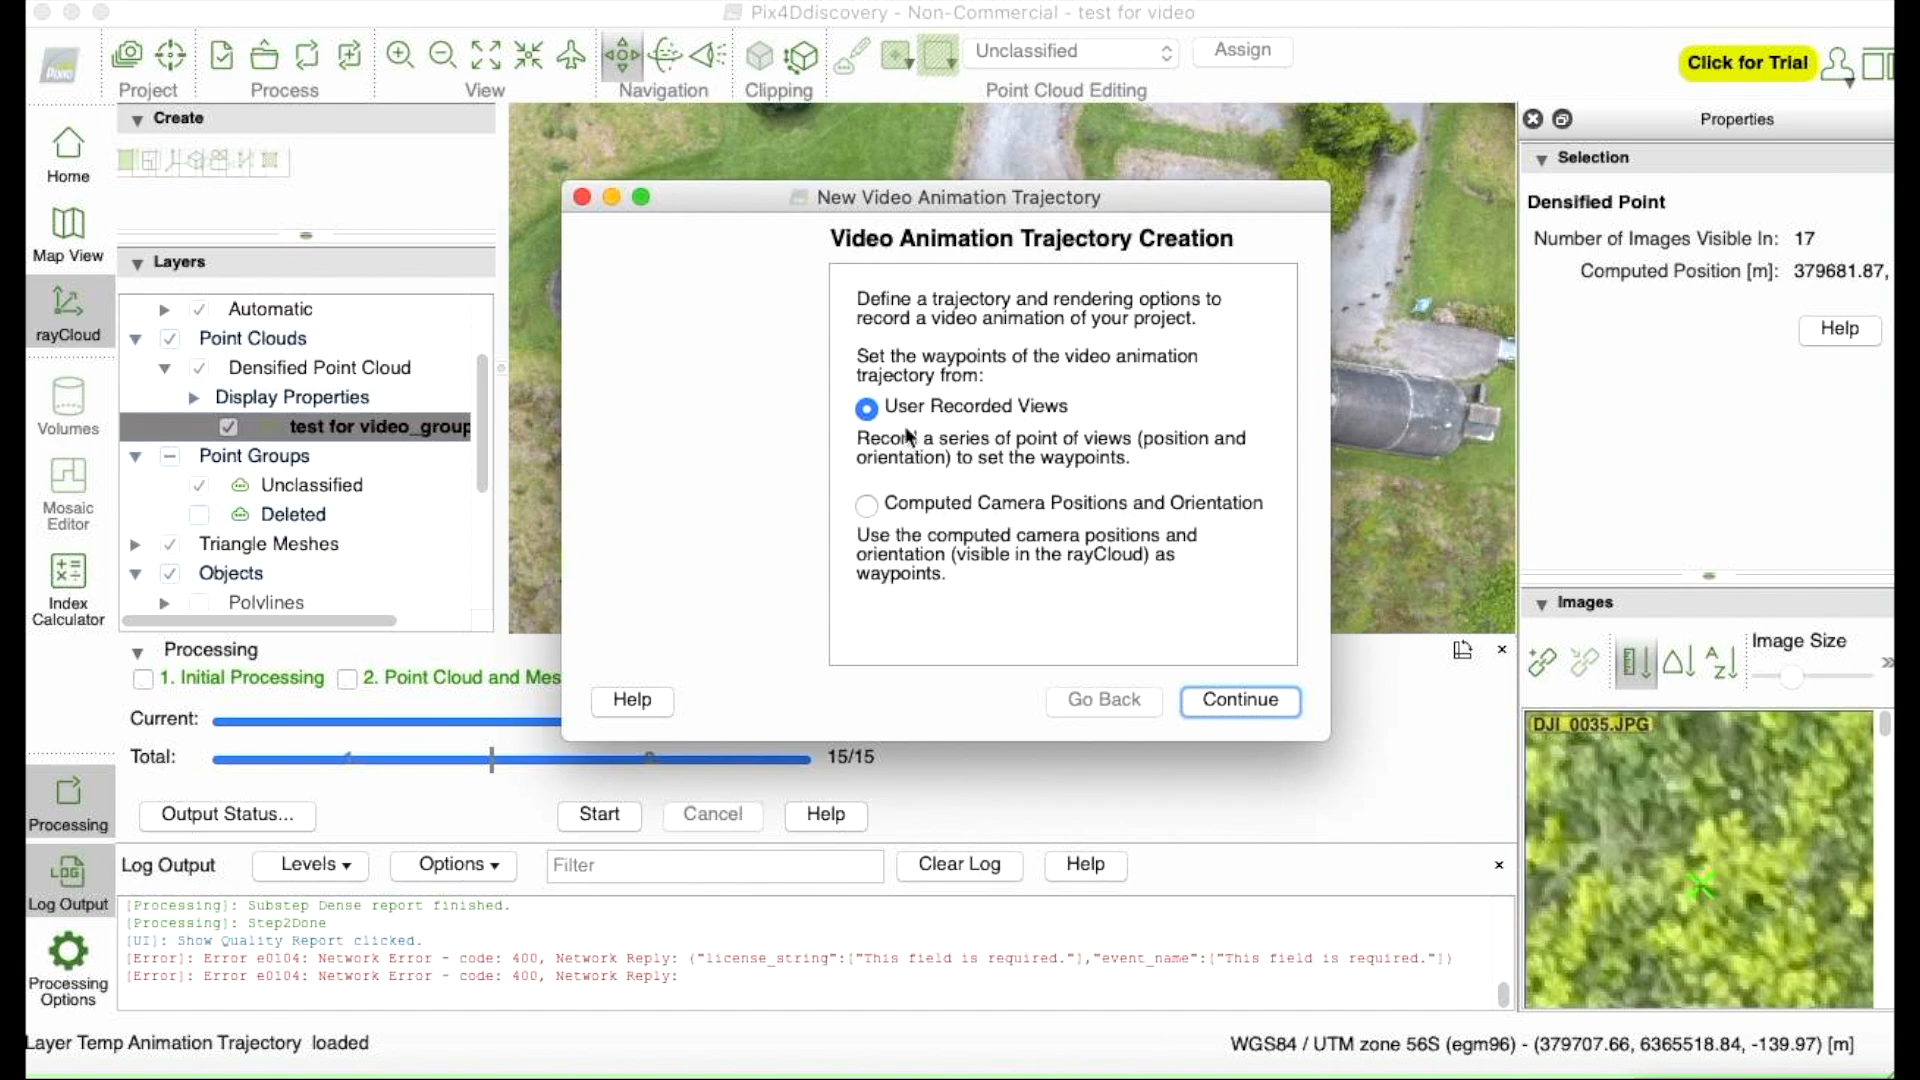 Pix4Ddiscovery - Non-Commercial - test for video
Project
Process
View
Navigation
Clipping
Unclassified
Assign
Point Cloud Editing
Click for Trial
Home
Map View
rayCloud
Volumes
Mosaic
Editor
Index
Calculator
Processing
Log Output
Processing
Options
Create
Layers
Automatic
Point Clouds
Densified Point Cloud
Display Properties
test for video_group
Point Groups
Unclassified
Deleted
Triangle Meshes
Objects
Polylines
New Video Animation Trajectory
Video Animation Trajectory Creation
Define a trajectory and rendering options to
record a video animation of your project.
Set the waypoints of the video animation
trajectory from:
User Recorded Views
Record a series of point of views (position and
orientation) to set the waypoints.
Computed Camera Positions and Orientation
Use the computed camera positions and
orientation (visible in the rayCloud) as
waypoints.
Help
Go Back
Continue
Properties
Selection
Densified Point
Number of Images Visible In: 17
Computed Position [m]: 379681.87,
Help
Images
Image Size
DJI_0035.JPG
Processing
1. Initial Processing
2. Point Cloud and Mes
Current:
Total:
15/15
Output Status...
Start
Cancel
Help
Log Output
Levels
Options
Filter
Clear Log
Help
[Processing]: Substep Dense report finished.
[Processing]: Step2Done
[UI]: Show Quality Report clicked.
[Error]: Error e0104: Network Error - code: 400, Network Reply: {"license_string":["This field is required."],"event_name":["This field is required."]}
[Error]: Error e0104: Network Error - code: 400, Network Reply:
Layer Temp Animation Trajectory loaded
WGS84 / UTM zone 56S (egm96) - (379707.66, 6365518.84, -139.97) [m]